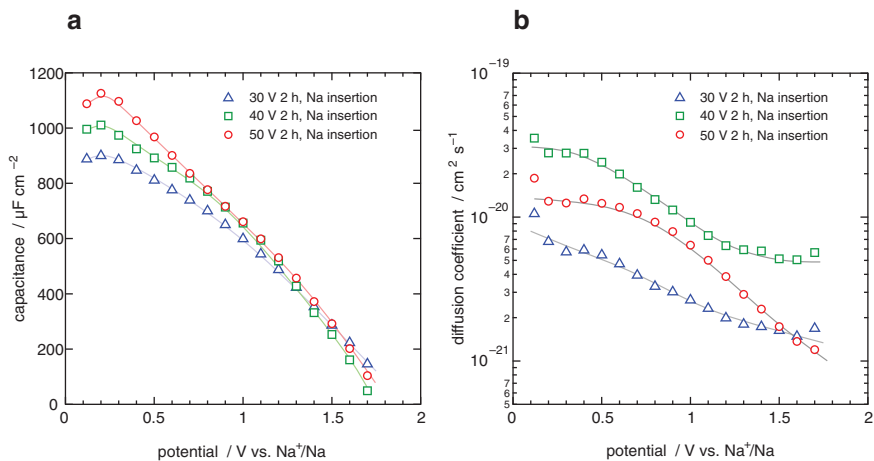 a
1200
1000
800
600
400
200
0
0
0.5
1
1.5
2
capacitance / µF cm⁻²
potential / V vs. Na⁺/Na
30 V 2 h, Na insertion
40 V 2 h, Na insertion
50 V 2 h, Na insertion
b
10⁻¹⁹
7
5
4
3
2
10⁻²⁰
7
5
4
3
2
10⁻²¹
7
5
0
0.5
1
1.5
2
diffusion coefficient / cm² s⁻¹
potential / V vs. Na⁺/Na
30 V 2 h, Na insertion
40 V 2 h, Na insertion
50 V 2 h, Na insertion